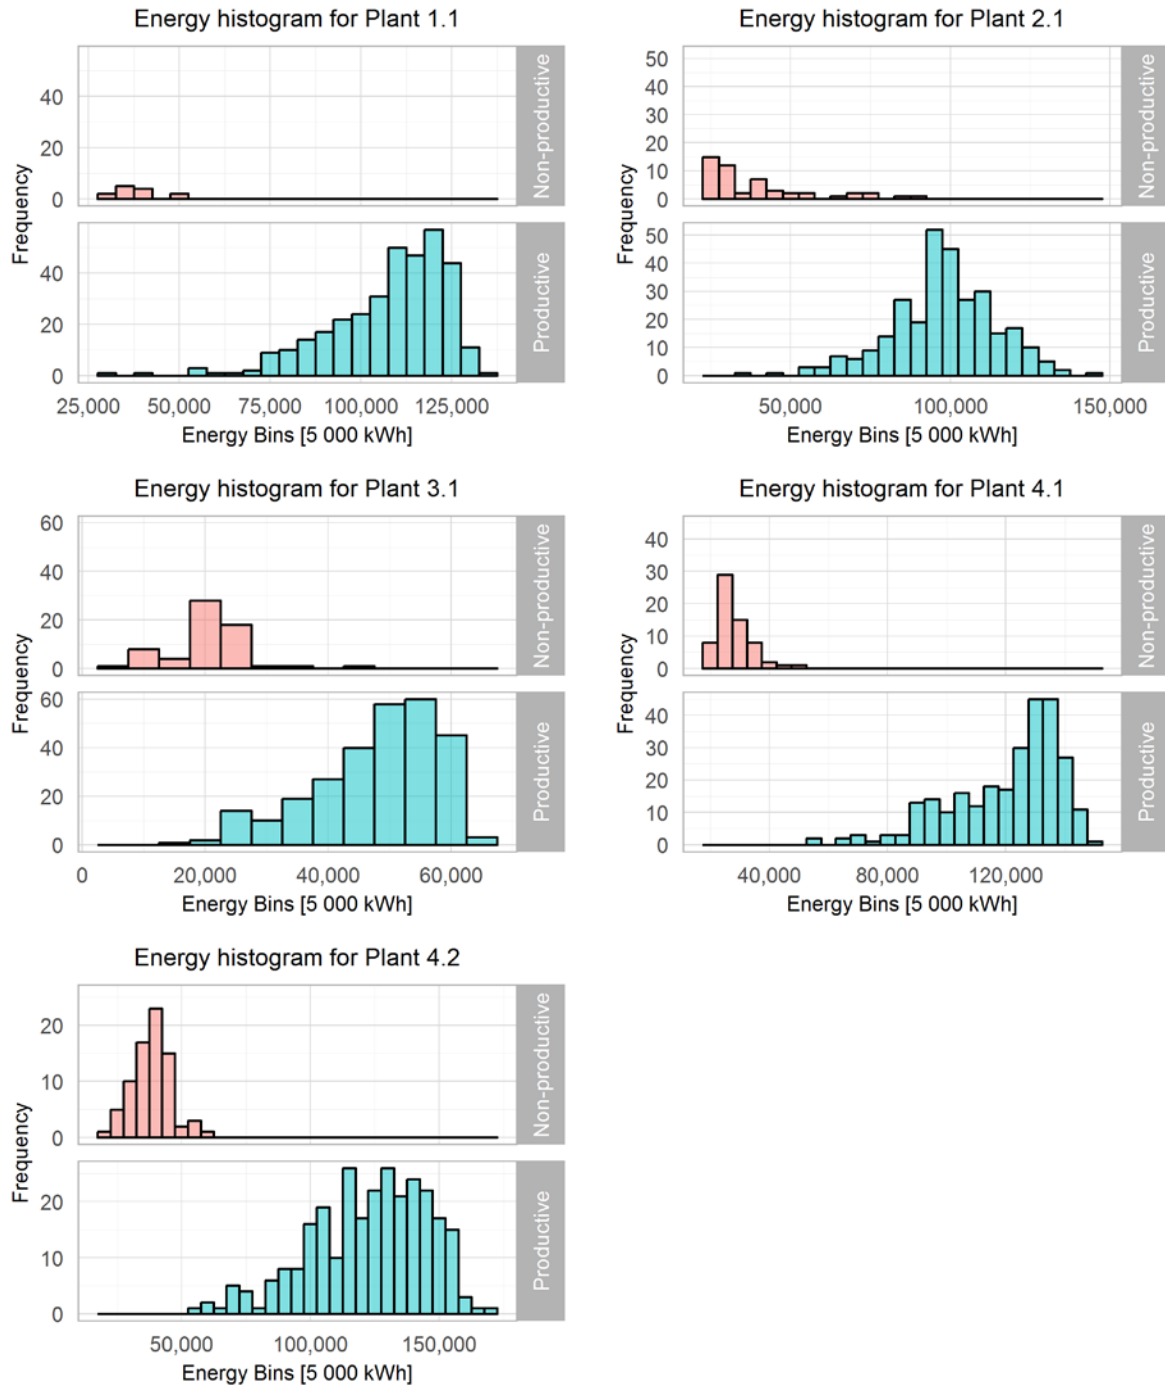 Energy histogram for Plant 1.1
40
20
0
Non-productive
Frequency
40
20
0
Productive
25,000 50,000 75,000 100,000 125,000
Energy Bins [5 000 kWh]
Energy histogram for Plant 2.1
50
40
30
20
10
0
Non-productive
Frequency
50
40
30
20
10
0
Productive
50,000 100,000 150,000
Energy Bins [5 000 kWh]
Energy histogram for Plant 3.1
60
40
20
0
Non-productive
Frequency
60
40
20
0
Productive
0 20,000 40,000 60,000
Energy Bins [5 000 kWh]
Energy histogram for Plant 4.1
40
30
20
10
0
Non-productive
Frequency
40
30
20
10
0
Productive
40,000 80,000 120,000
Energy Bins [5 000 kWh]
Energy histogram for Plant 4.2
20
10
0
Non-productive
Frequency
20
10
0
Productive
50,000 100,000 150,000
Energy Bins [5 000 kWh]